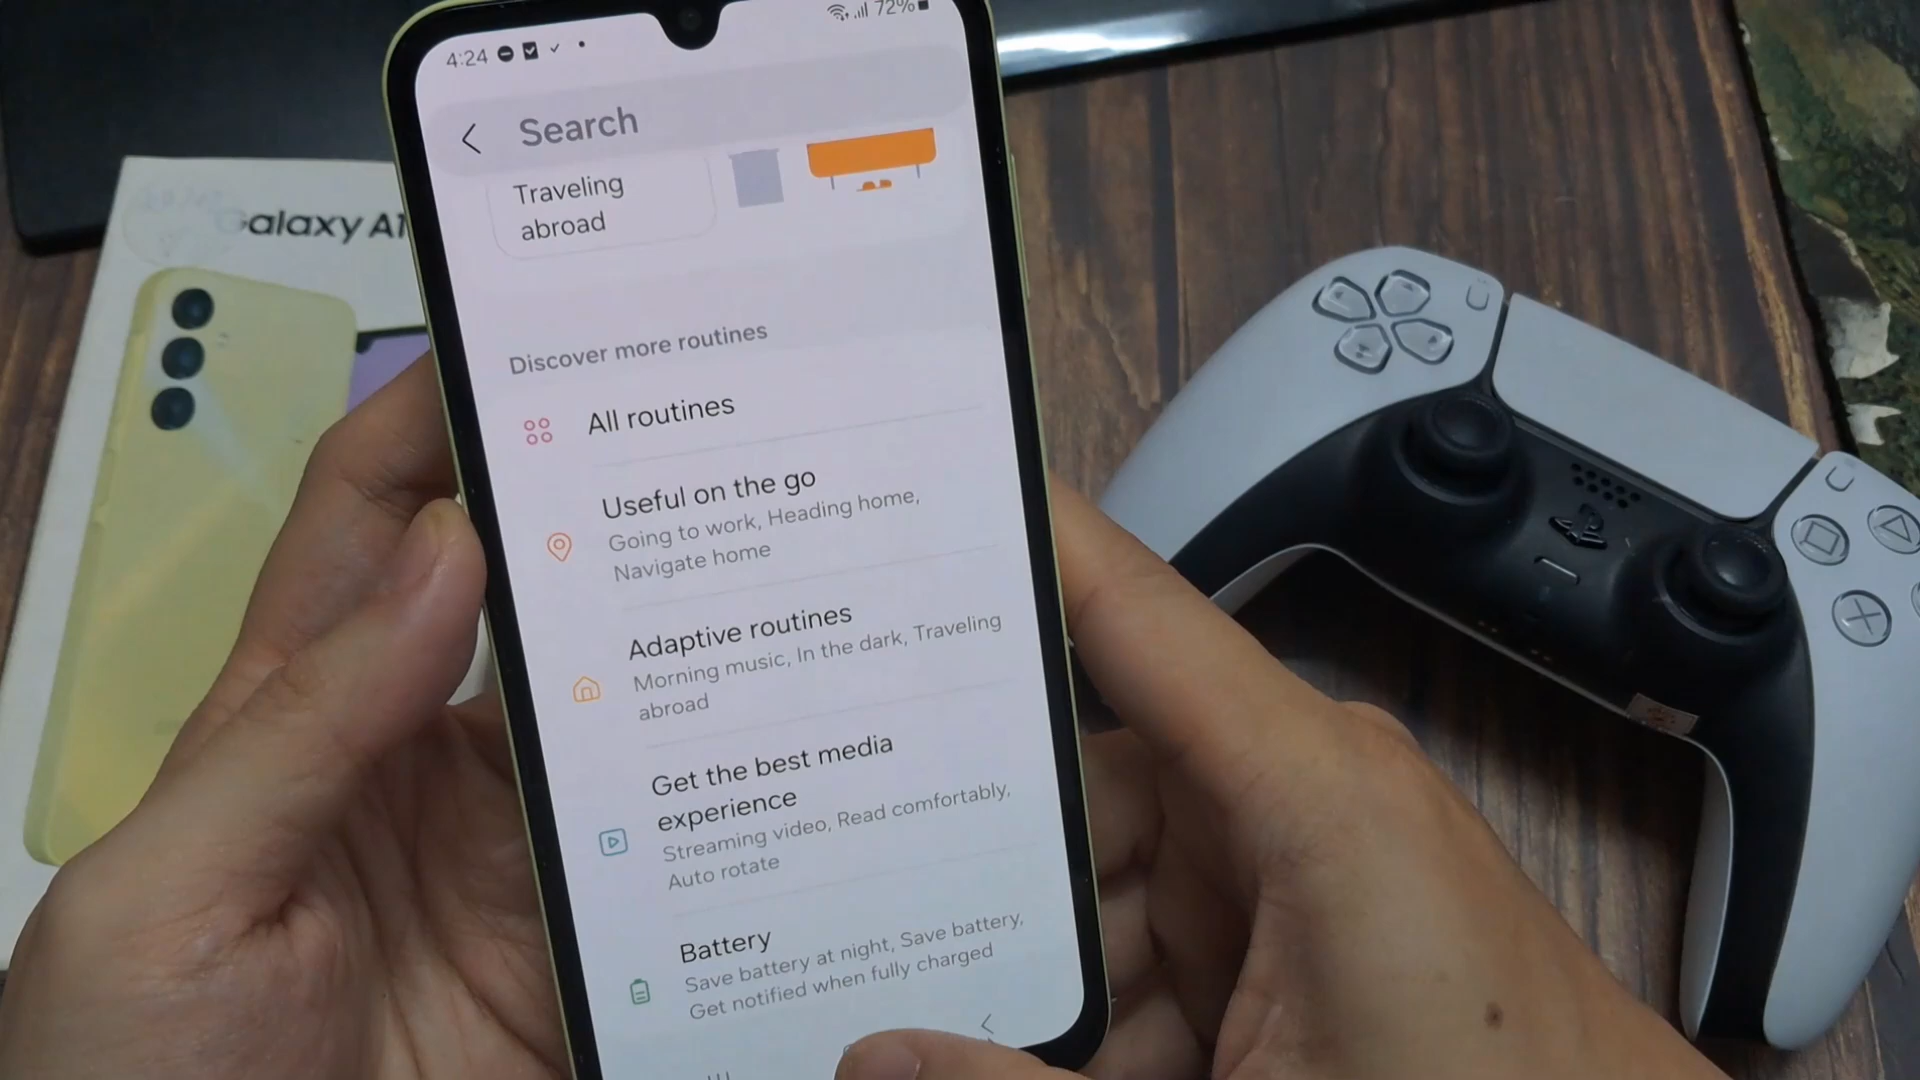 4:24
72%
Search
Traveling
abroad
Galaxy A1
Discover more routines
All routines
Useful on the go
Going to work, Heading home,
Navigate home
Adaptive routines
Morning music, In the dark, Traveling
abroad
Get the best media
experience
Streaming video, Read comfortably,
Auto rotate
Battery
Save battery at night, Save battery,
Get notified when fully charged